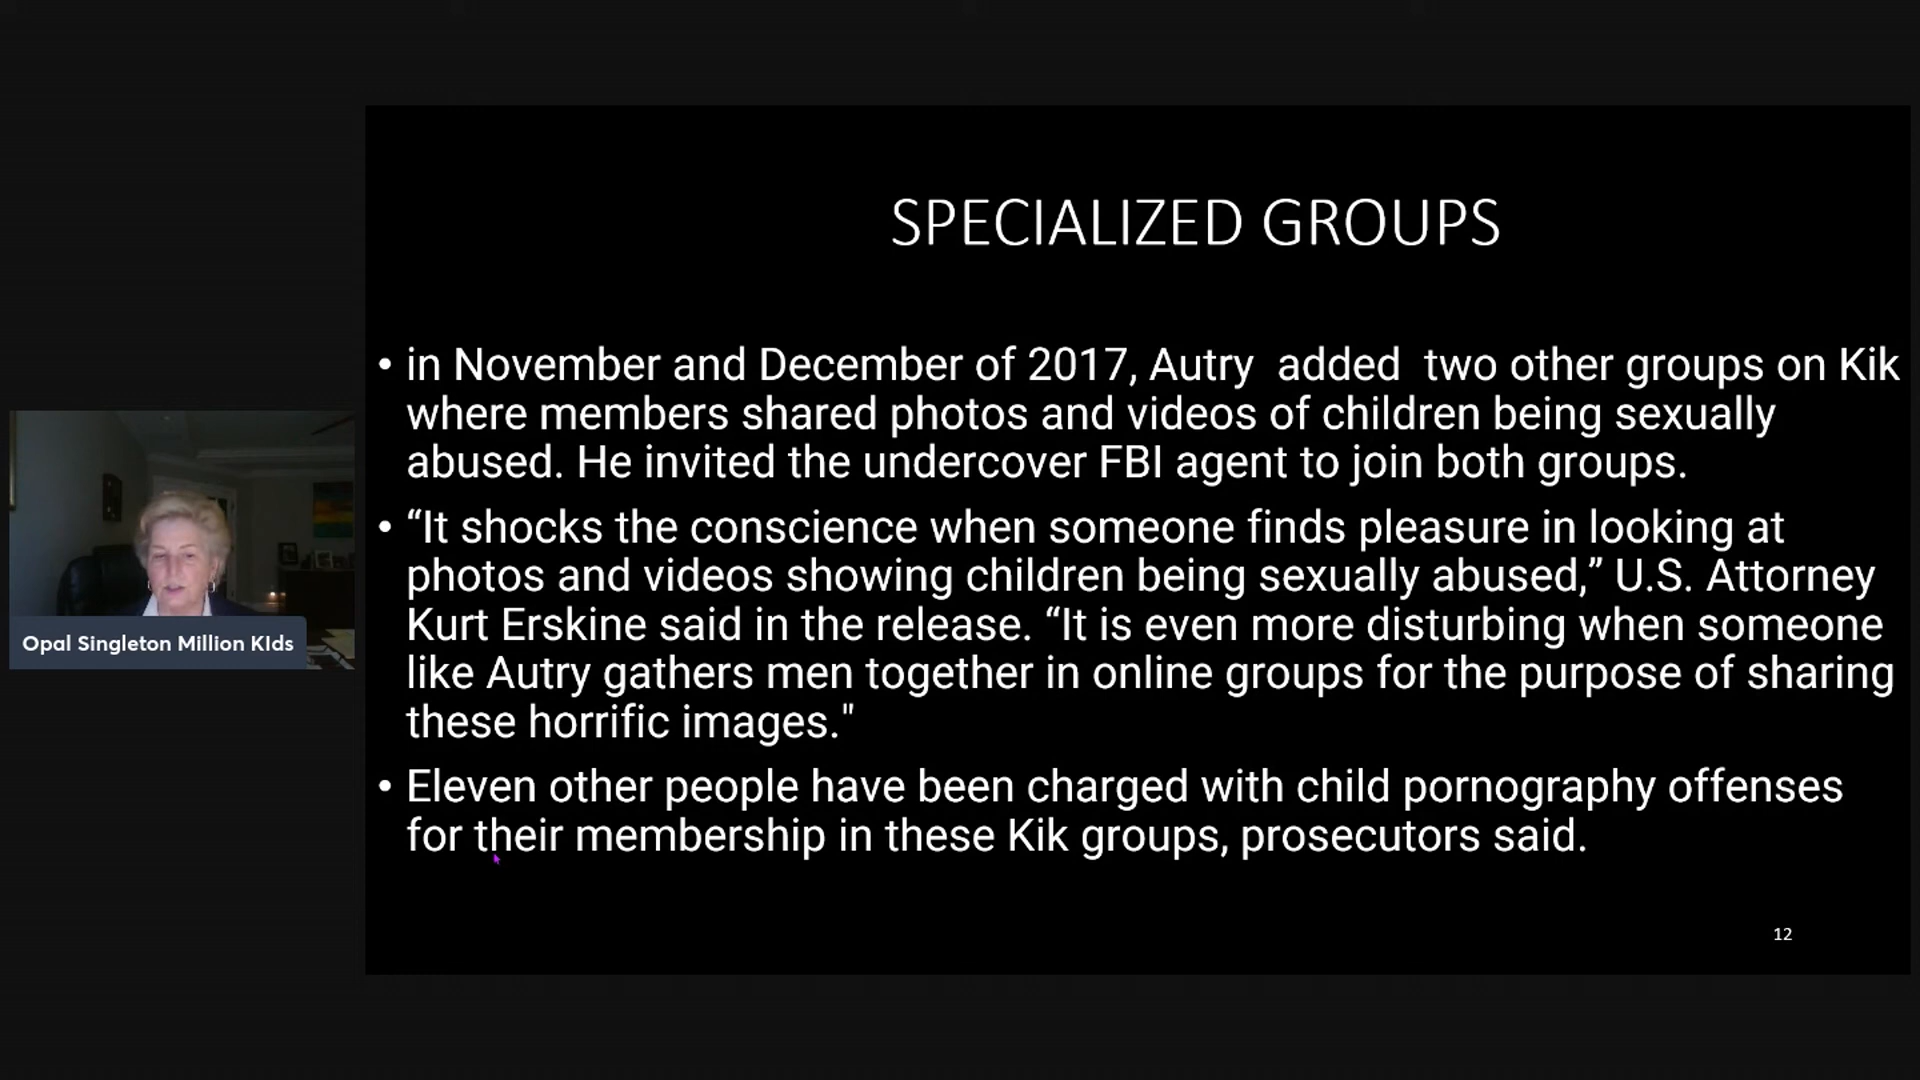 SPECIALIZED GROUPS
• in November and December of 2017, Autry  added  two other groups on Kik
where members shared photos and videos of children being sexually
abused. He invited the undercover FBI agent to join both groups.
• “It shocks the conscience when someone finds pleasure in looking at
photos and videos showing children being sexually abused,” U.S. Attorney
Kurt Erskine said in the release. “It is even more disturbing when someone
like Autry gathers men together in online groups for the purpose of sharing
these horrific images."
• Eleven other people have been charged with child pornography offenses
for their membership in these Kik groups, prosecutors said.
12
Opal Singleton Million KIds